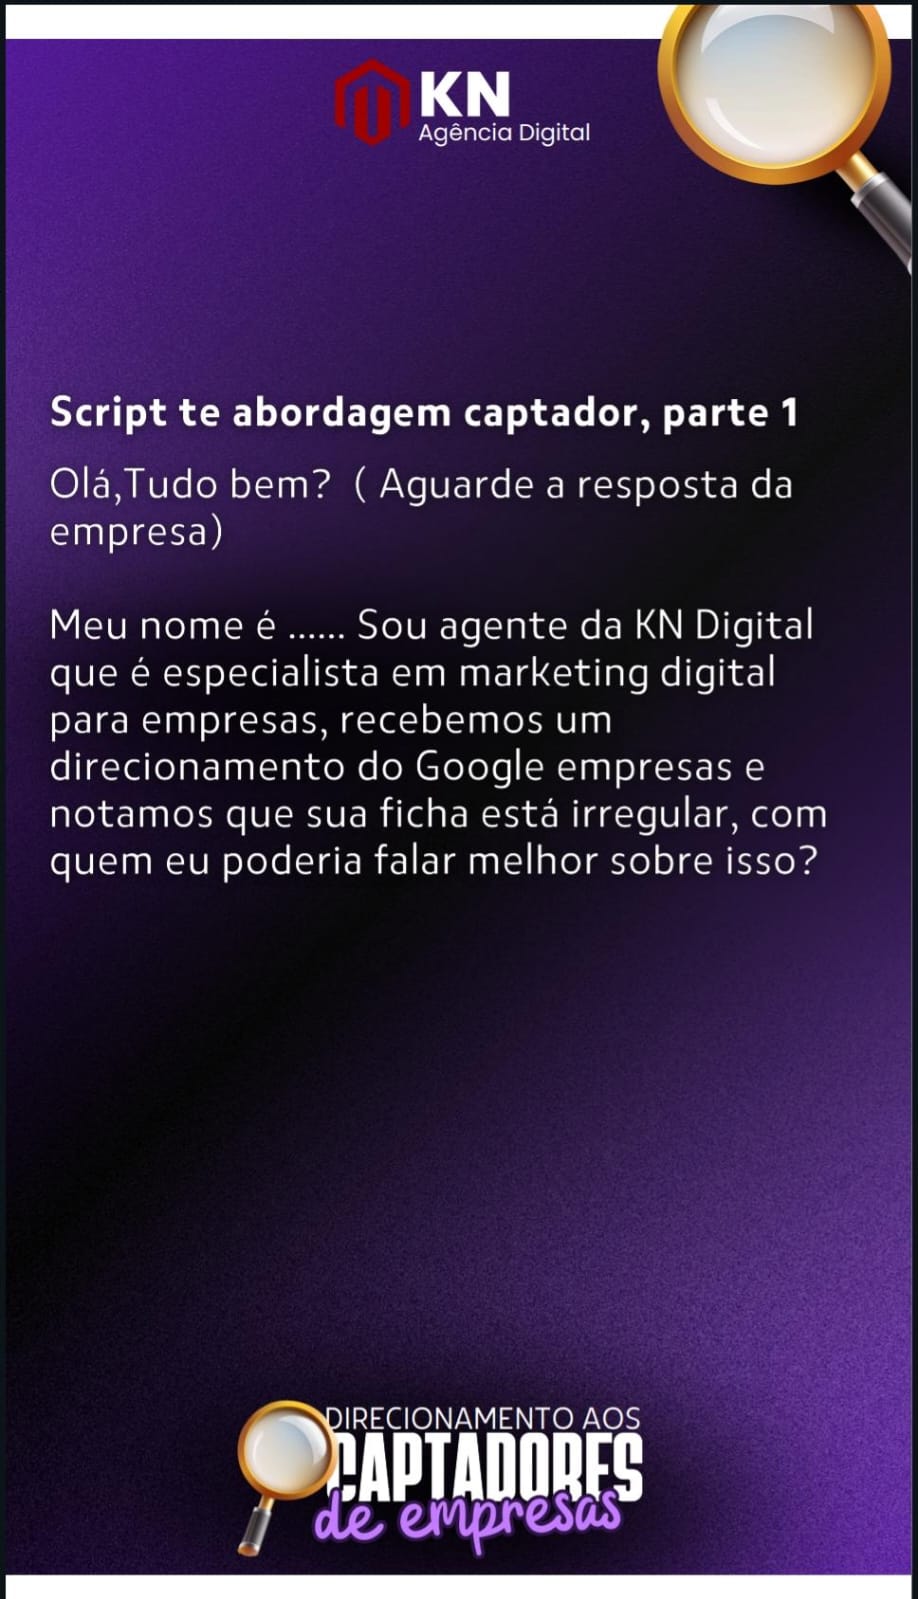 KN
Agência Digital
Script te abordagem captador, parte 1
Olá,Tudo bem?  ( Aguarde a resposta da
empresa)
Meu nome é ...... Sou agente da KN Digital
que é especialista em marketing digital
para empresas, recebemos um
direcionamento do Google empresas e
notamos que sua ficha está irregular, com
quem eu poderia falar melhor sobre isso?
DIRECIONAMENTO AOS
CAPTADORES
de empresas